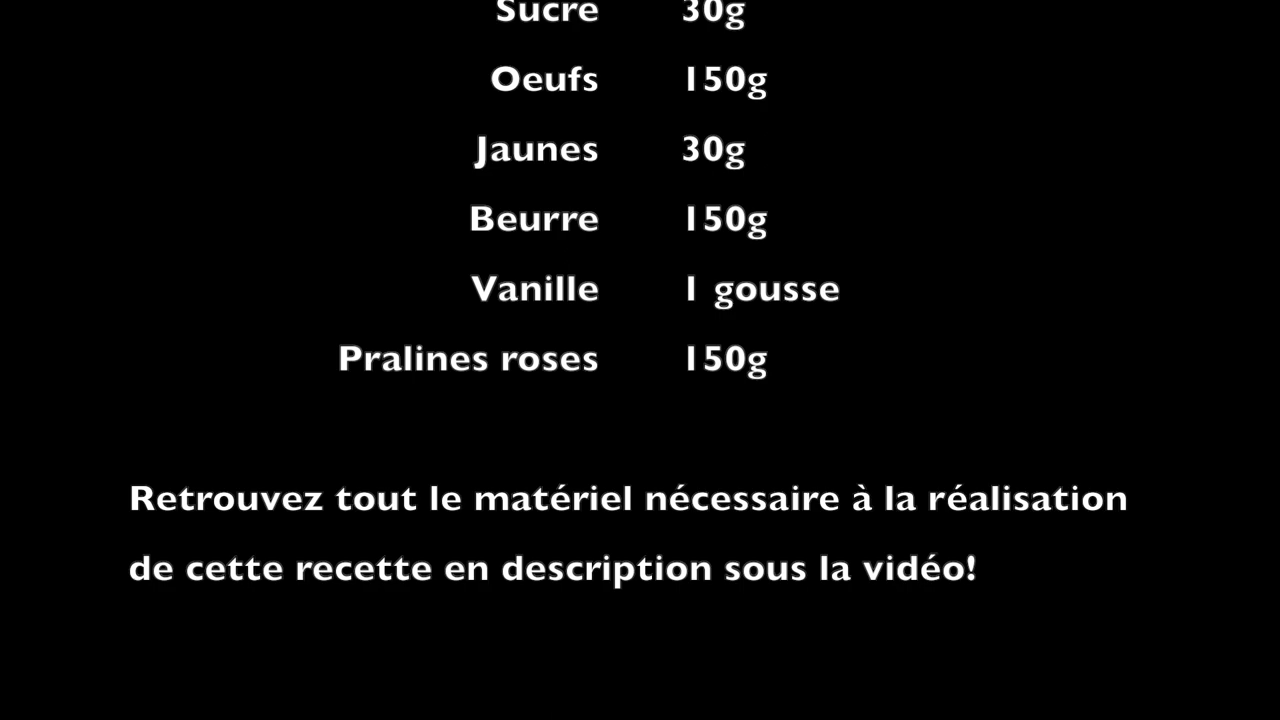 Sucre 30g
Oeufs 150g
Jaunes 30g
Beurre 150g
Vanille 1 gousse
Pralines roses 150g
Retrouvez tout le matériel nécessaire à la réalisation
de cette recette en description sous la vidéo!